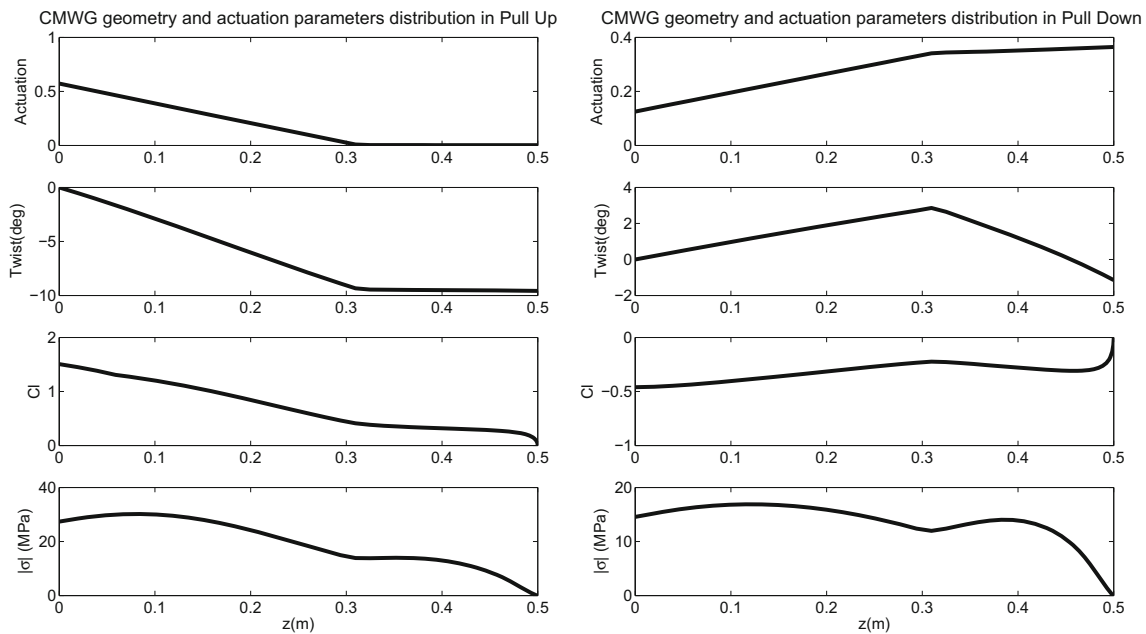 CMWG geometry and actuation parameters distribution in Pull Up
1
0.5
0
Actuation
0 0.1 0.2 0.3 0.4 0.5
0
−5
−10
Twist(deg)
0 0.1 0.2 0.3 0.4 0.5
2
1
0
Cl
0 0.1 0.2 0.3 0.4 0.5
40
20
0
|σ| (MPa)
0 0.1 0.2 0.3 0.4 0.5
z(m)
CMWG geometry and actuation parameters distribution in Pull Down
0.4
0.2
0
Actuation
0 0.1 0.2 0.3 0.4 0.5
4
2
0
−2
Twist(deg)
0 0.1 0.2 0.3 0.4 0.5
0
−0.5
−1
Cl
0 0.1 0.2 0.3 0.4 0.5
20
10
0
|σ| (MPa)
0 0.1 0.2 0.3 0.4 0.5
z(m)